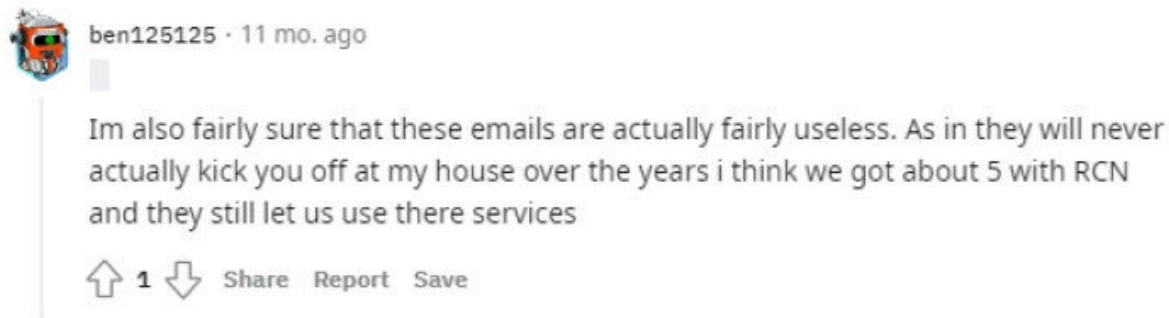 ben125125 · 11 mo. ago
Im also fairly sure that these emails are actually fairly useless. As in they will never
actually kick you off at my house over the years i think we got about 5 with RCN
and they still let us use there services
1 Share Report Save